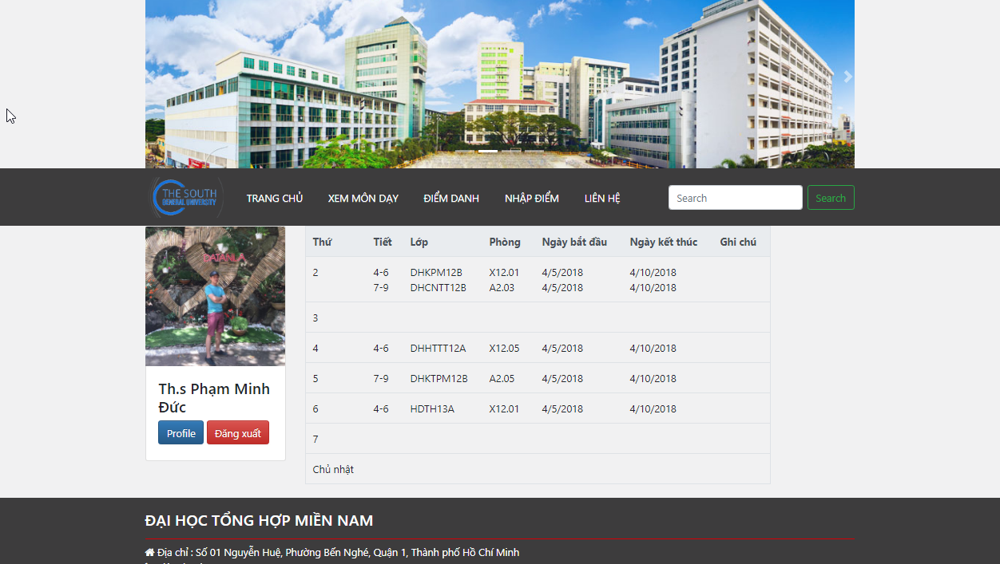 THE SOUTH
GENERAL UNIVERSITY
TRANG CHỦ XEM MÔN DẠY ĐIỂM DANH NHẬP ĐIỂM LIÊN HỆ Search Search
DATANLA
Th.s Phạm Minh
Đức
Profile Đăng xuất
Thứ Tiết Lớp Phòng Ngày bắt đầu Ngày kết thúc Ghi chú
2 4-6 DHKPM12B X12.01 4/5/2018 4/10/2018
7-9 DHCNTT12B A2.03 4/5/2018 4/10/2018
3
4 4-6 DHHTTT12A X12.05 4/5/2018 4/10/2018
5 7-9 DHKTPM12B A2.05 4/5/2018 4/10/2018
6 4-6 HDTH13A X12.01 4/5/2018 4/10/2018
7
Chủ nhật
ĐẠI HỌC TỔNG HỢP MIỀN NAM
Địa chỉ : Số 01 Nguyễn Huệ, Phường Bến Nghé, Quận 1, Thành phố Hồ Chí Minh